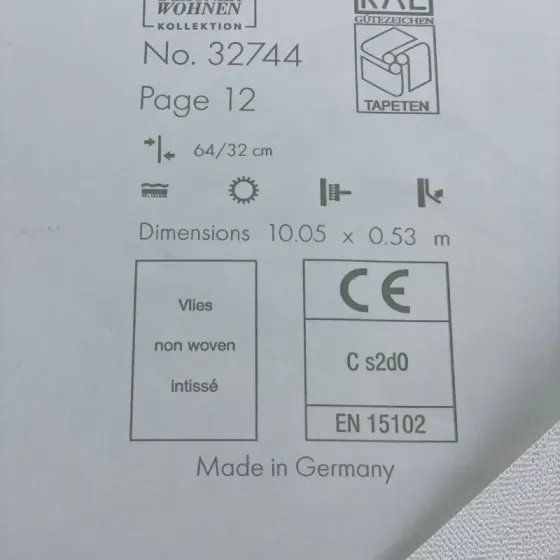 WOHNEN
KOLLEKTION
RAL
GÜTEZEICHEN
No. 32744
Page 12
TAPETEN
64/32 cm
Dimensions 10.05 x 0.53 m
Vlies
non woven
intissé
CE
C s2d0
EN 15102
Made in Germany